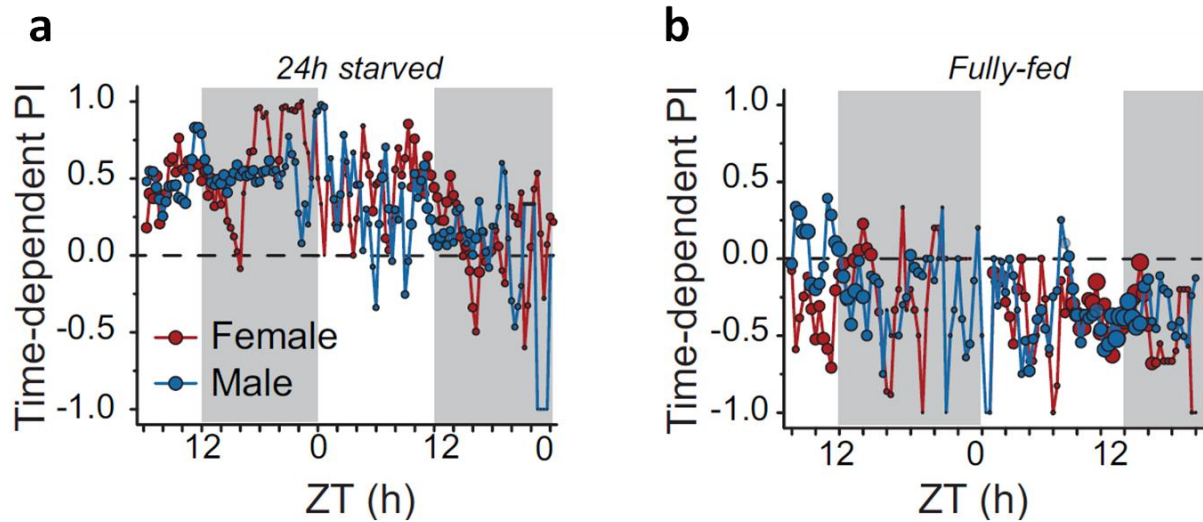 a
24h starved
Time-dependent PI
1.0
0.5
0.0
-0.5
-1.0
Female
Male
12
0
12
0
ZT (h)
b
Fully-fed
Time-dependent PI
1.0
0.5
0.0
-0.5
-1.0
12
0
12
ZT (h)